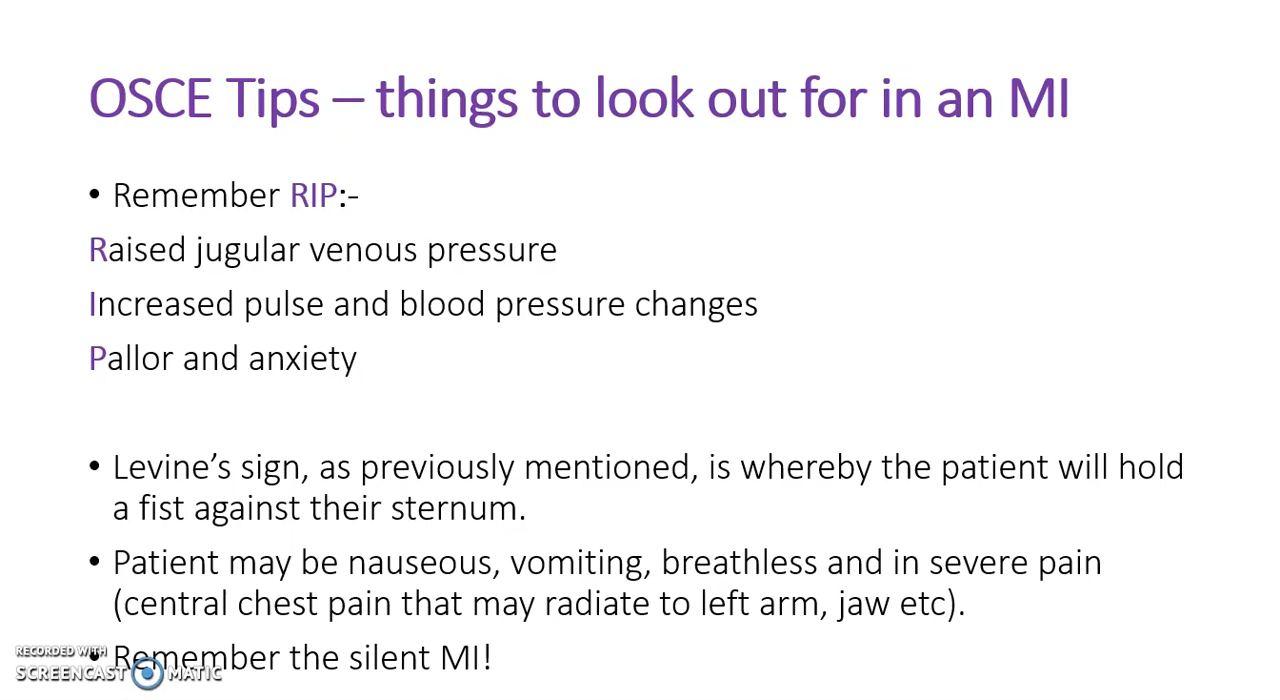 OSCE Tips – things to look out for in an MI
• Remember RIP:-
Raised jugular venous pressure
Increased pulse and blood pressure changes
Pallor and anxiety
• Levine’s sign, as previously mentioned, is whereby the patient will hold
a fist against their sternum.
• Patient may be nauseous, vomiting, breathless and in severe pain
(central chest pain that may radiate to left arm, jaw etc).
• Remember the silent MI!
RECORDED WITH
SCREENCAST MATIC